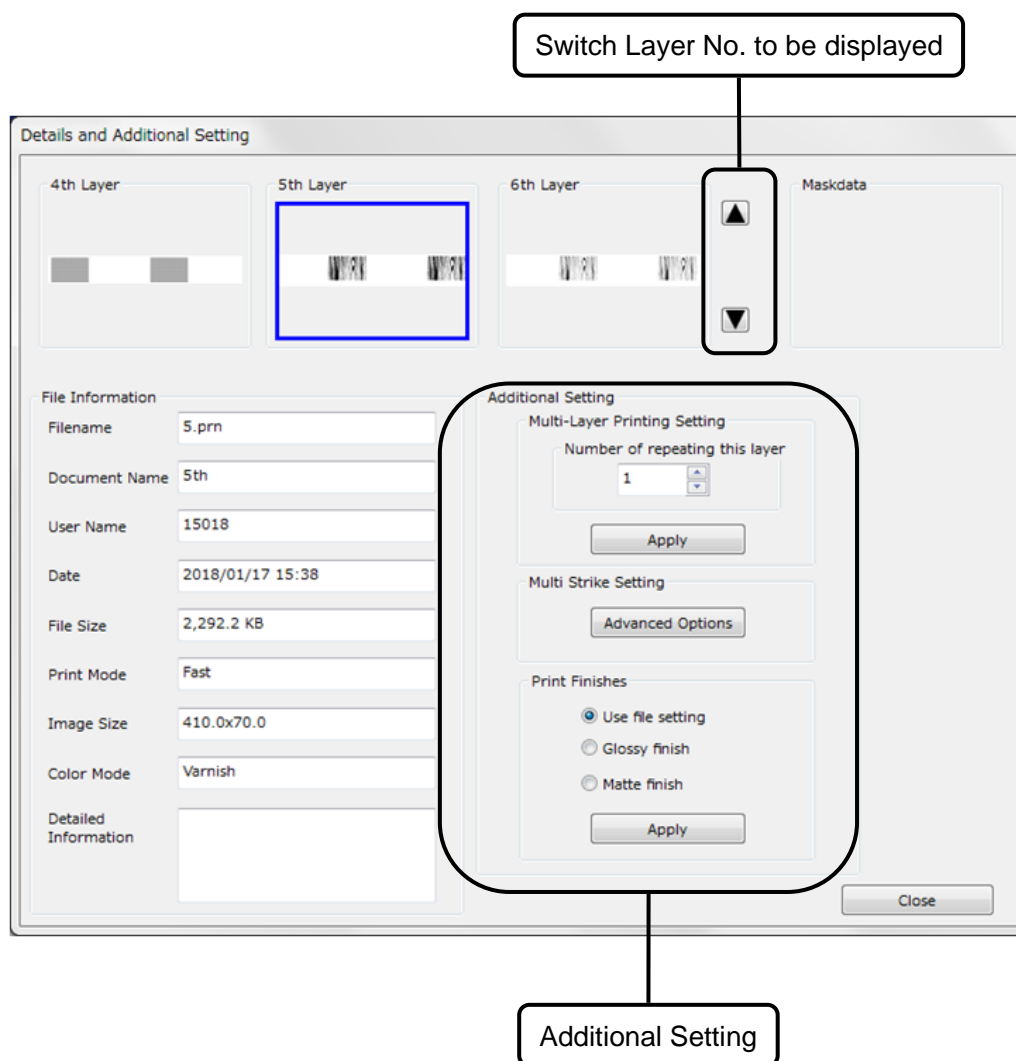 Switch Layer No. to be displayed
Details and Additional Setting
4th Layer
5th Layer
6th Layer
Maskdata
File Information
Filename
5.prn
Document Name
5th
User Name
15018
Date
2018/01/17 15:38
File Size
2,292.2 KB
Print Mode
Fast
Image Size
410.0x70.0
Color Mode
Varnish
Detailed
Information
Additional Setting
Multi-Layer Printing Setting
Number of repeating this layer
1
Apply
Multi Strike Setting
Advanced Options
Print Finishes
Use file setting
Glossy finish
Matte finish
Apply
Close
Additional Setting